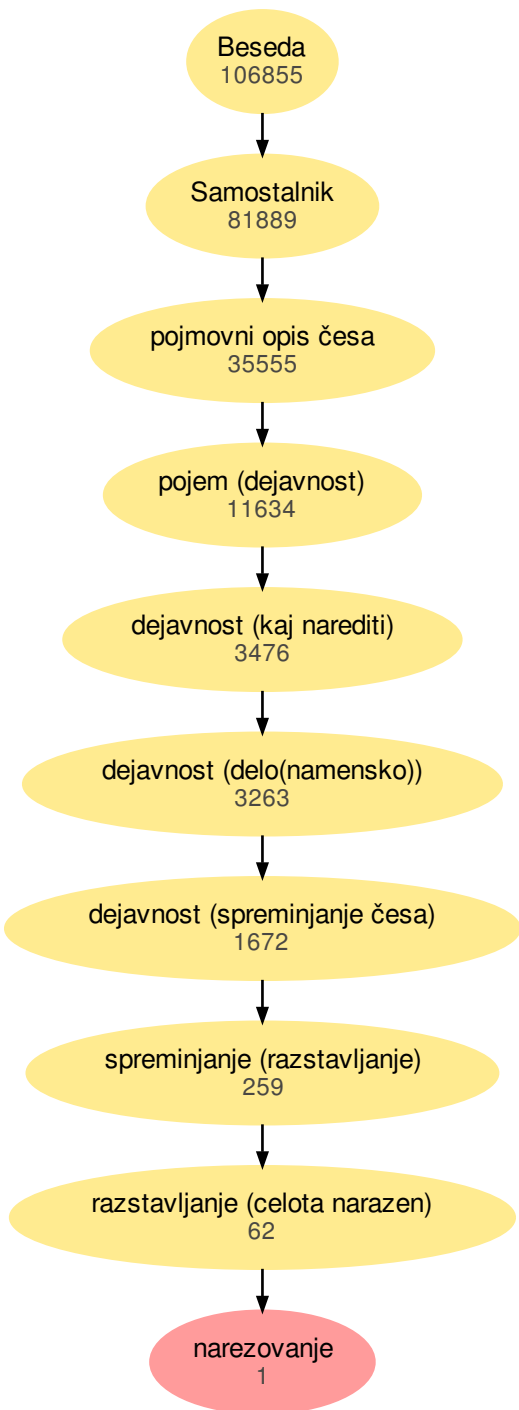 Beseda
106855
Samostalnik
81889
pojmovni opis česa
35555
pojem (dejavnost)
11634
dejavnost (kaj narediti)
3476
dejavnost (delo(namensko))
3263
dejavnost (spreminjanje česa)
1672
spreminjanje (razstavljanje)
259
razstavljanje (celota narazen)
62
narezovanje
1